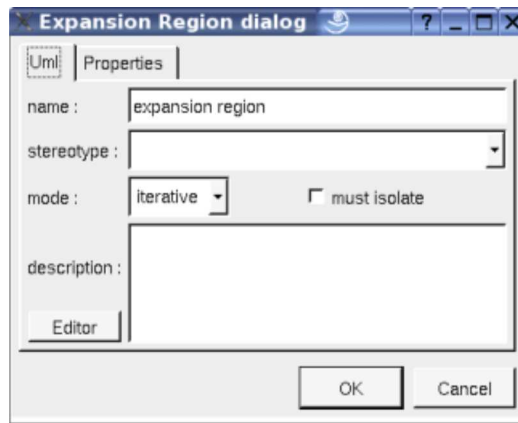 Expansion Region dialog ? _ X
Uml Properties
name : expansion region
stereotype :
mode : iterative must isolate
description :
Editor
OK Cancel